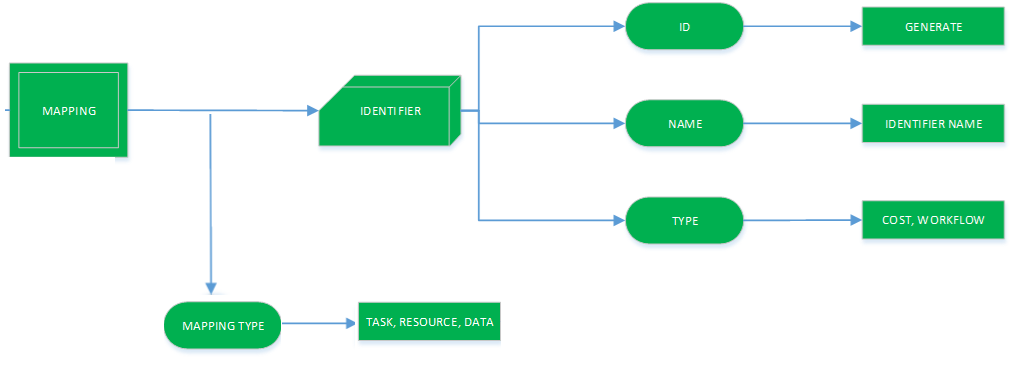 ID
GENERATE
MAPPING
IDENTIFIER
NAME
IDENTIFIER NAME
TYPE
COST, WORKFLOW
MAPPING TYPE
TASK, RESOURCE, DATA